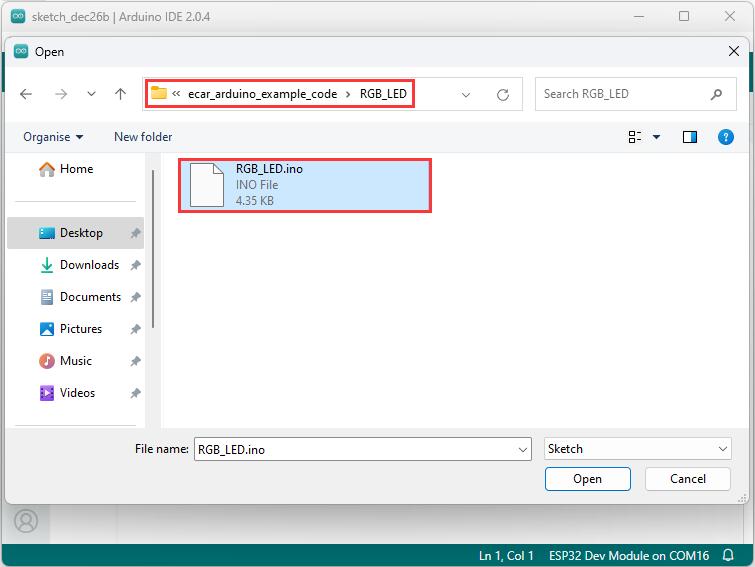 sketch_dec26b | Arduino IDE 2.0.4
Open
« ecar_arduino_example_code › RGB_LED
Search RGB_LED
Organise
New folder
?
Home
RGB_LED.ino
INO File
4.35 KB
Desktop
Downloads
Documents
Pictures
Music
Videos
File name:
RGB_LED.ino
Sketch
Open
Cancel
Ln 1, Col 1
ESP32 Dev Module on COM16